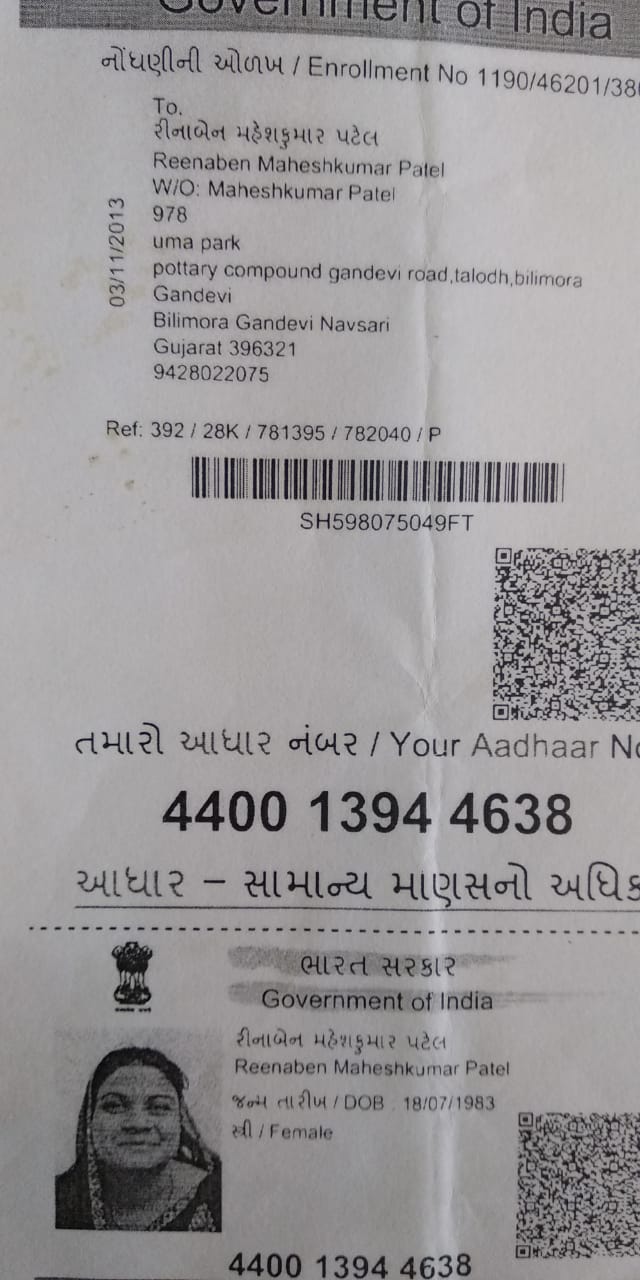 Government of India
નોંધણીની ઓળખ / Enrollment No 1190/46201/380
To.
રીનાબેન મહેશકુમાર પટેલ
Reenaben Maheshkumar Patel
W/O: Maheshkumar Patel
978
uma park
pottary compound gandevi road,talodh,bilimora
Gandevi
Bilimora Gandevi Navsari
Gujarat 396321
9428022075
03/11/2013
Ref: 392 / 28K / 781395 / 782040 / P
SH598075049FT
તમારો આધાર નંબર / Your Aadhaar No
4400 1394 4638
આધાર – સામાન્ય માણસનો અધિક
ભારત સરકાર
Government of India
રીનાબેન મહેશકુમાર પટેલ
Reenaben Maheshkumar Patel
જન્મ તારીખ / DOB : 18/07/1983
સ્ત્રી / Female
4400 1394 4638